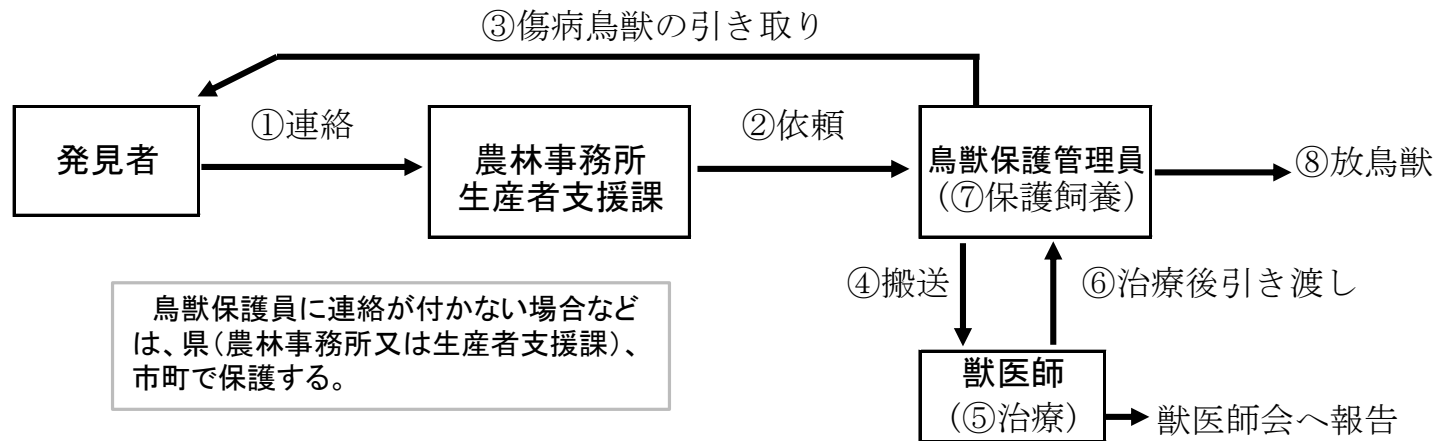 ③傷病鳥獣の引き取り
発見者
①連絡
農林事務所
生産者支援課
②依頼
鳥獣保護管理員
（⑦保護飼養）
⑧放鳥獣
④搬送
⑥治療後引き渡し
鳥獣保護員に連絡が付かない場合など
は、県（農林事務所又は生産者支援課）、
市町で保護する。
獣医師
（⑤治療）
獣医師会へ報告